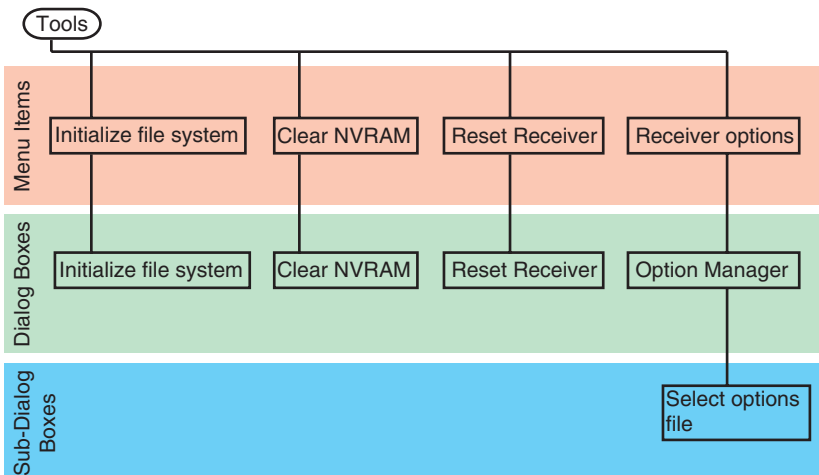 Tools
Menu Items
Initialize file system
Clear NVRAM
Reset Receiver
Receiver options
Dialog Boxes
Initialize file system
Clear NVRAM
Reset Receiver
Option Manager
Sub-Dialog
Boxes
Select options
file